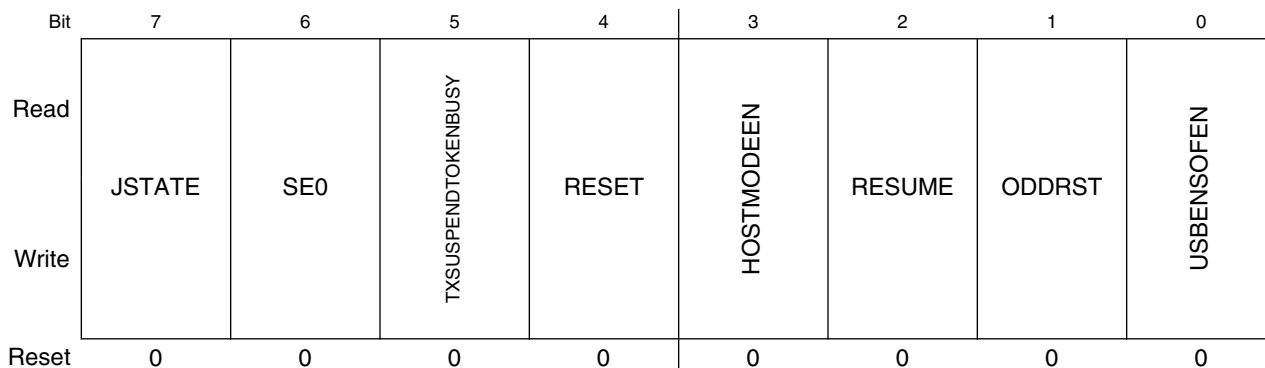 Bit 7 6 5 4 3 2 1 0
Read
Write
JSTATE SE0 TXSUSPENDTOKENBUSY RESET HOSTMODEEN RESUME ODDRST USBENSOFEN
Reset 0 0 0 0 0 0 0 0